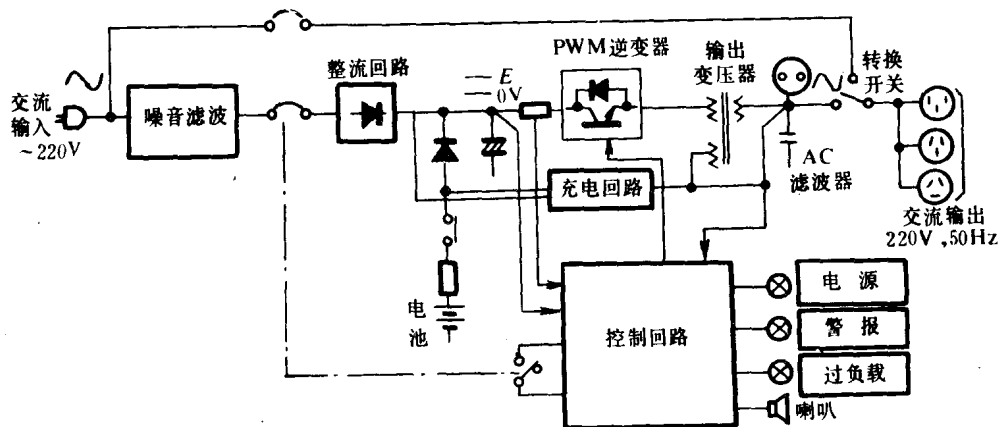 交流
输入
~220V
噪音滤波
整流回路
E
0V
PWM逆变器
输出
变压器
转换
开关
AC
滤波器
交流输出
220V,50Hz
充电回路
电
池
控制回路
电 源
警 报
过负载
喇叭